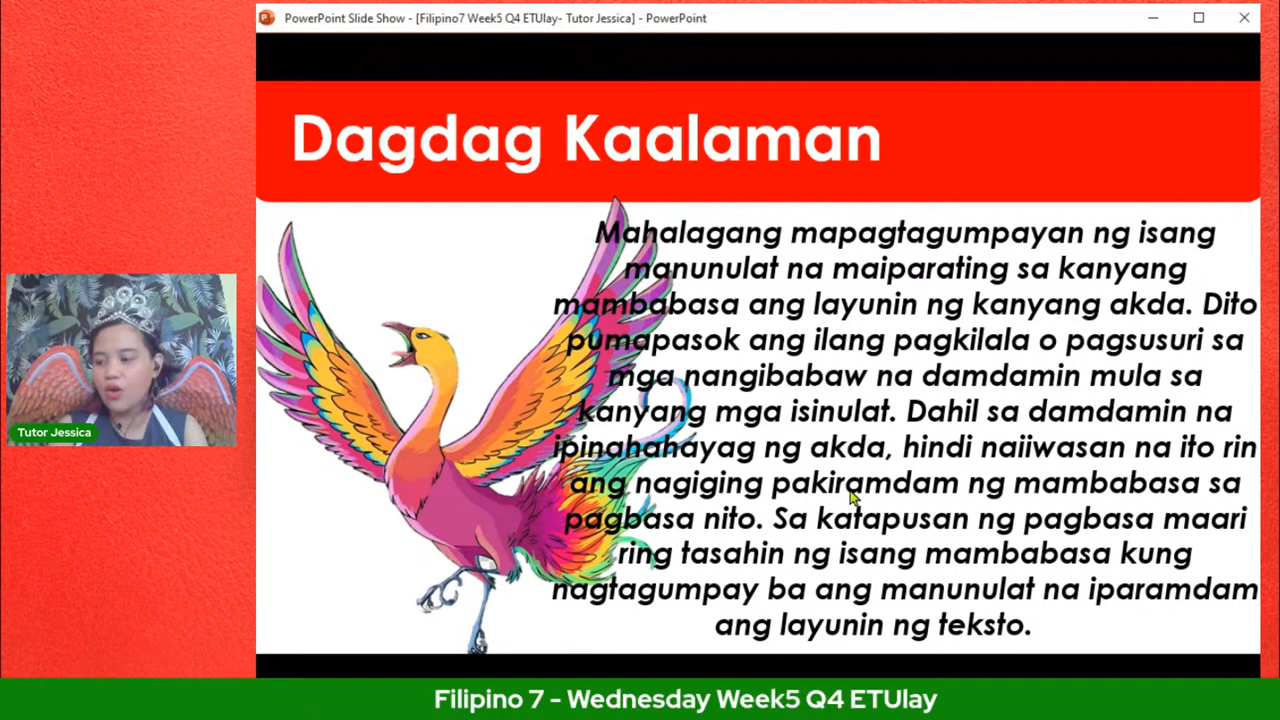 PowerPoint Slide Show - [Filipino7 Week5 Q4 ETUlay- Tutor Jessica] - PowerPoint
Dagdag Kaalaman
Mahalagang mapagtagumpayan ng isang
manunulat na maiparating sa kanyang
mambabasa ang layunin ng kanyang akda. Dito
pumapasok ang ilang pagkilala o pagsusuri sa
mga nangibabaw na damdamin mula sa
kanyang mga isinulat. Dahil sa damdamin na
ipinahahayag ng akda, hindi naiiwasan na ito rin
ang nagiging pakiramdam ng mambabasa sa
pagbasa nito. Sa katapusan ng pagbasa maari
ring tasahin ng isang mambabasa kung
nagtagumpay ba ang manunulat na iparamdam
ang layunin ng teksto.
Tutor Jessica
Filipino 7 - Wednesday Week5 Q4 ETUlay